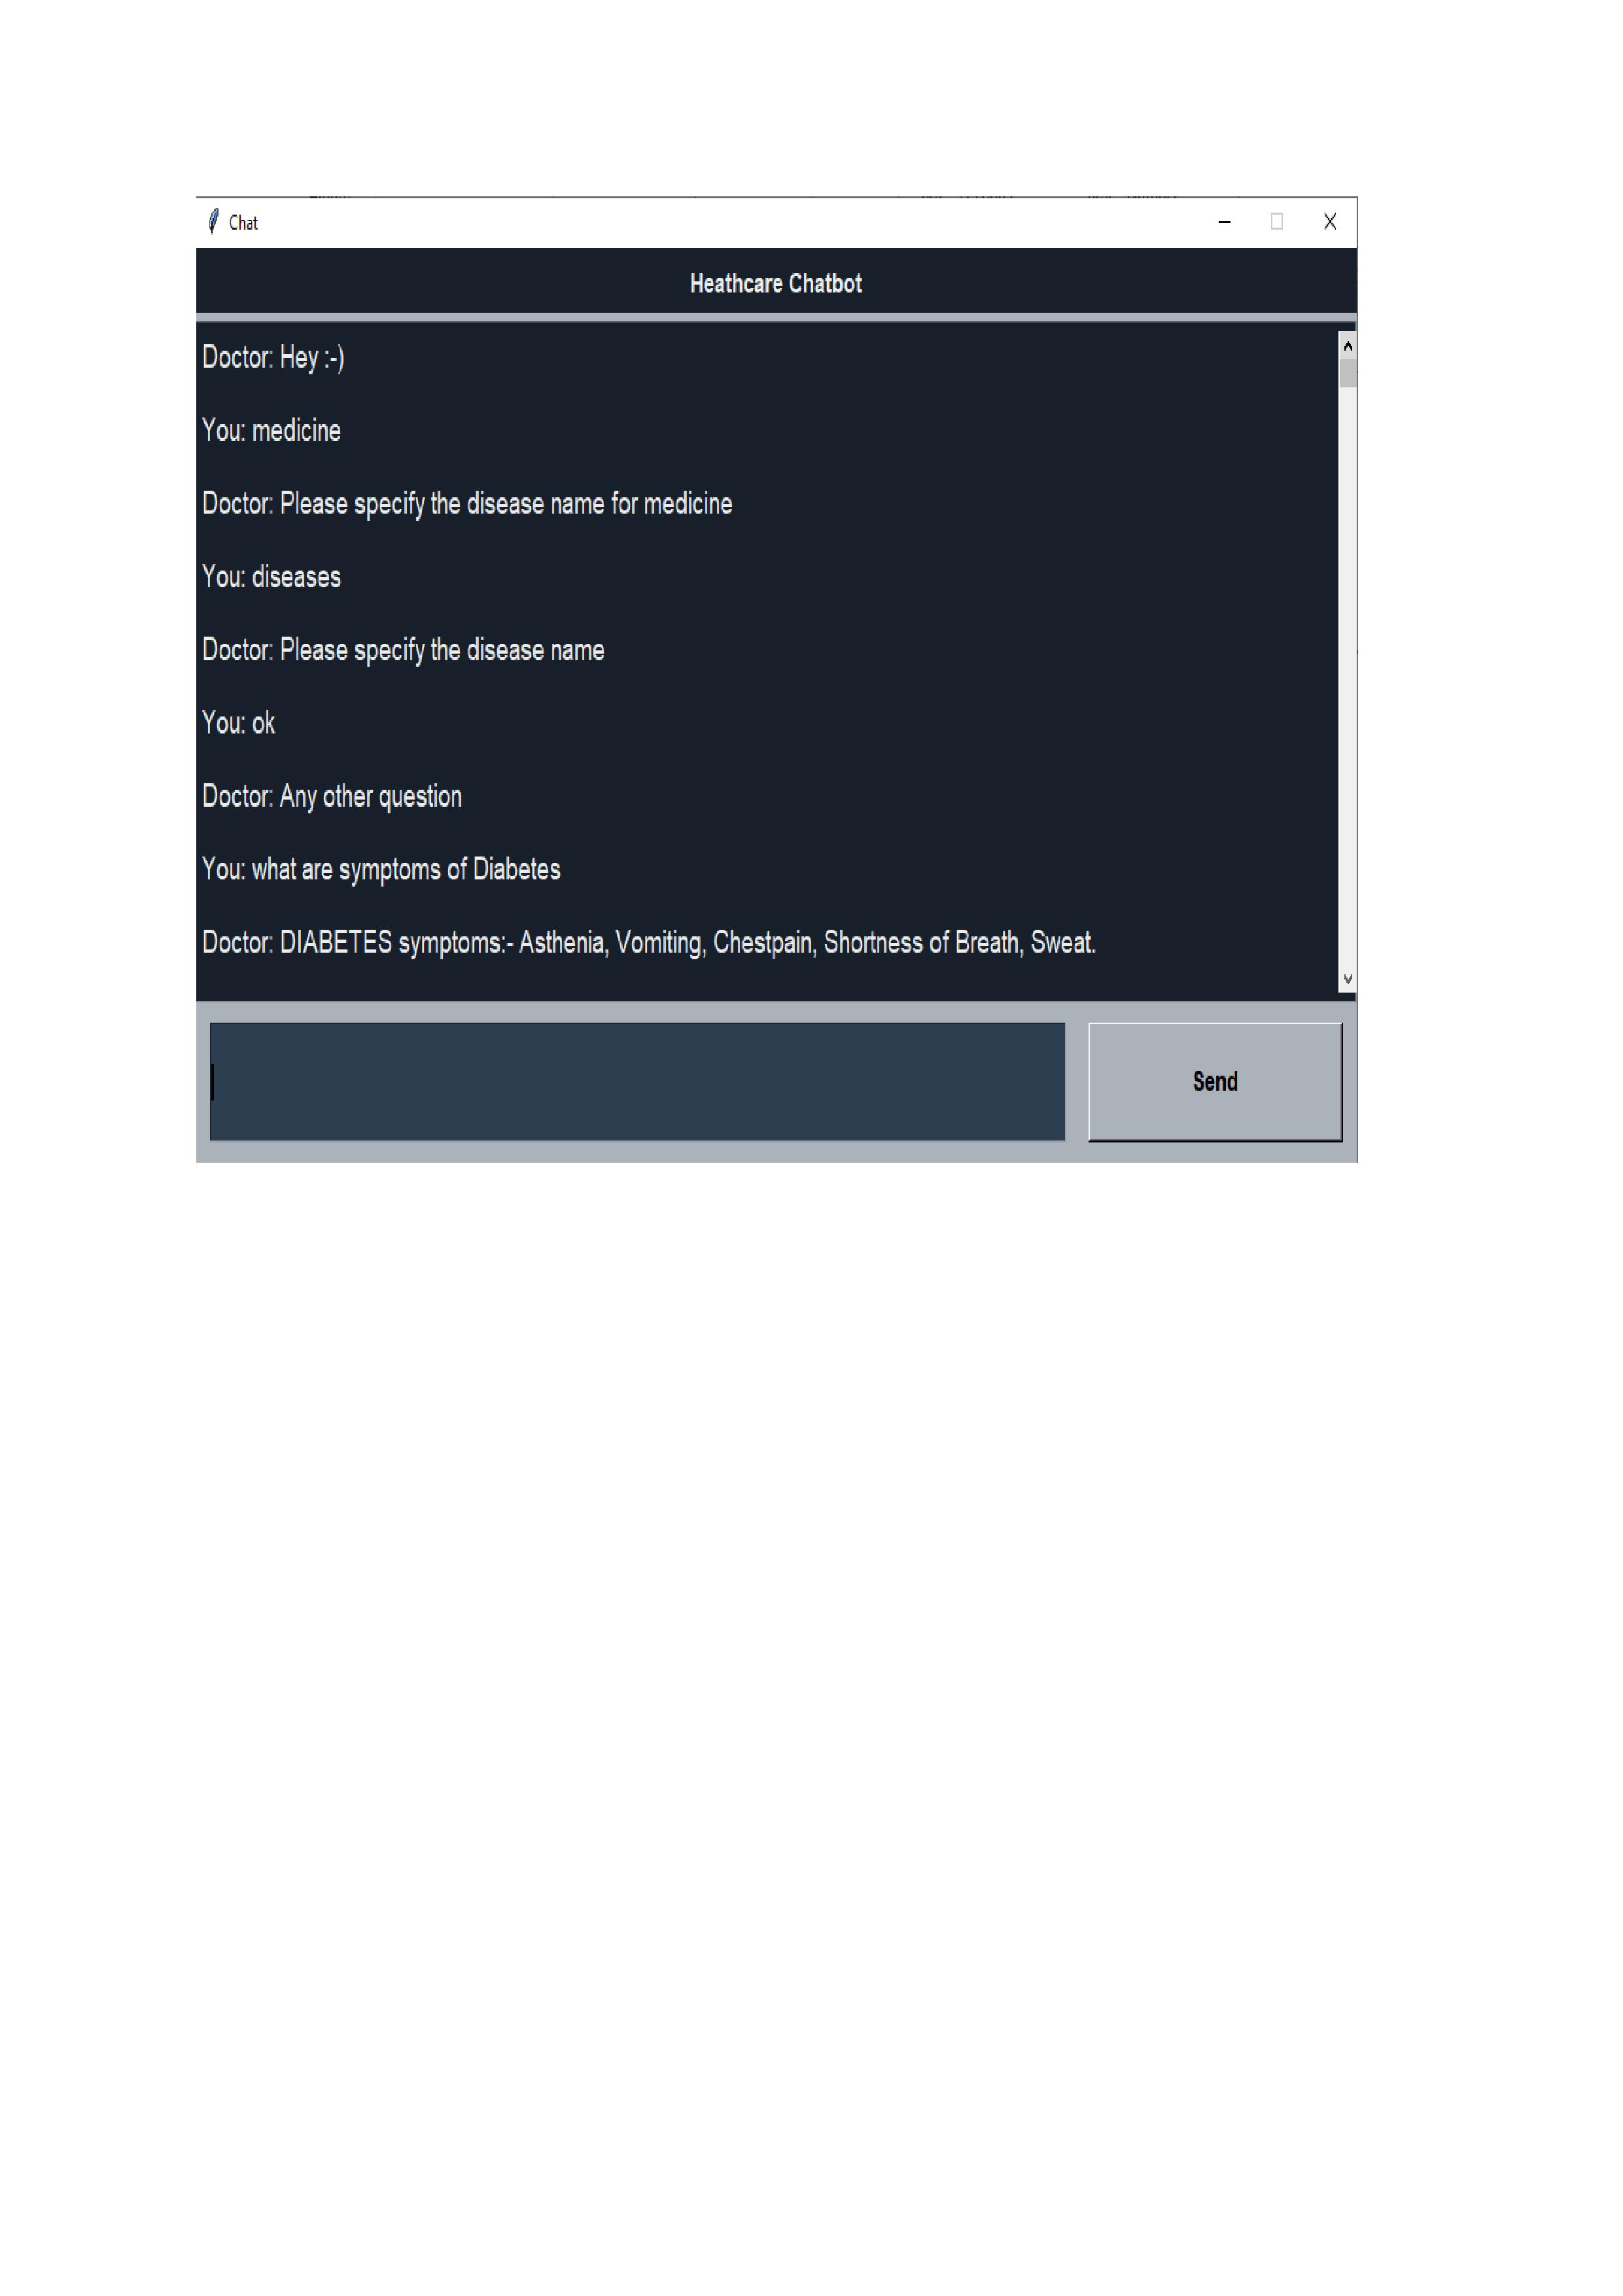 Chat
Heathcare Chatbot
Doctor: Hey :-)
You: medicine
Doctor: Please specify the disease name for medicine
You: diseases
Doctor: Please specify the disease name
You: ok
Doctor: Any other question
You: what are symptoms of Diabetes
Doctor: DIABETES symptoms:- Asthenia, Vomiting, Chestpain, Shortness of Breath, Sweat.
Send